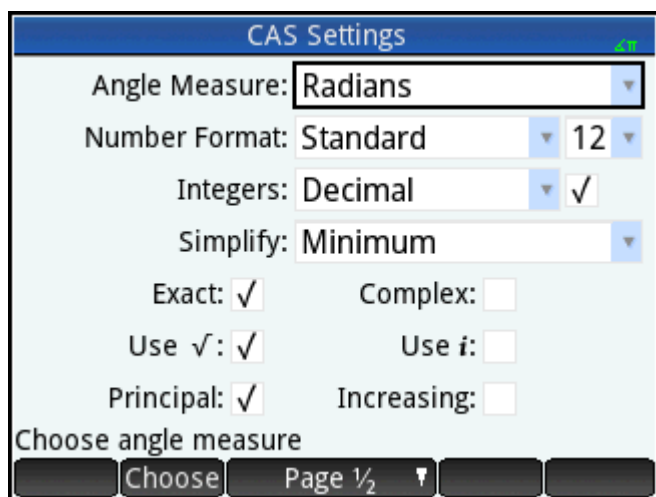 CAS Settings
∡π
Angle Measure: Radians
Number Format: Standard 12
Integers: Decimal √
Simplify: Minimum
Exact: √ Complex:
Use √: √ Use i:
Principal: √ Increasing:
Choose angle measure
Choose Page ½ ▼